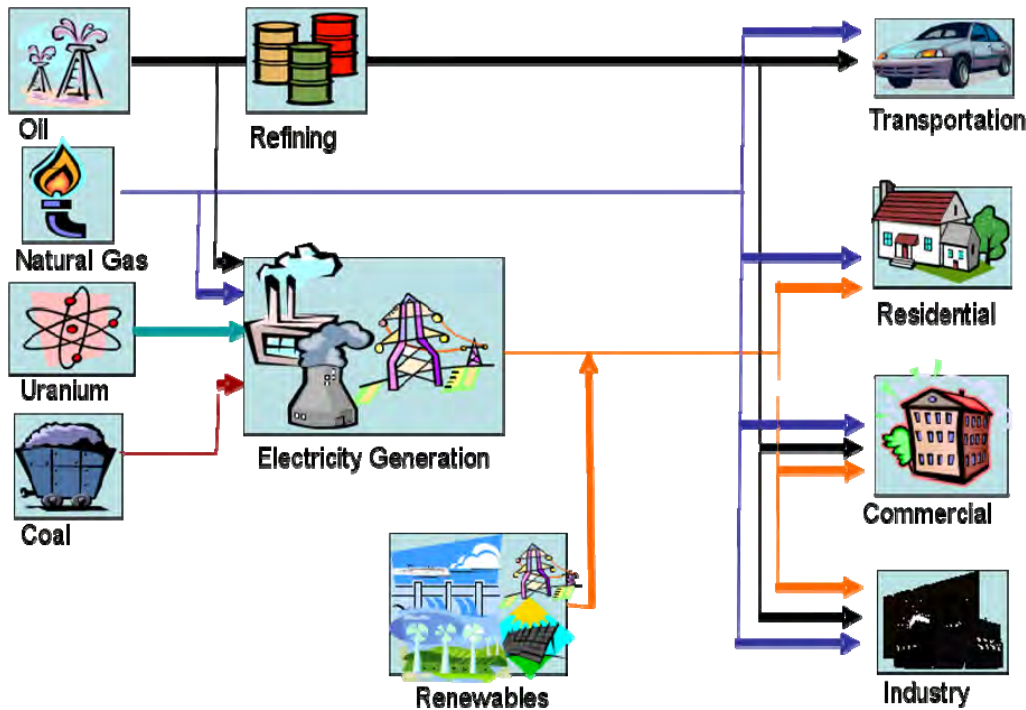 Oil
Refining
Transportation
Natural Gas
Residential
Uranium
Electricity Generation
Commercial
Coal
Renewables
Industry